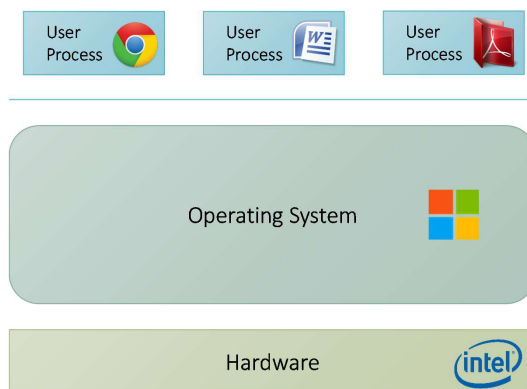 User
Process
User
Process
W
User
Process
Operating System
Hardware
intel